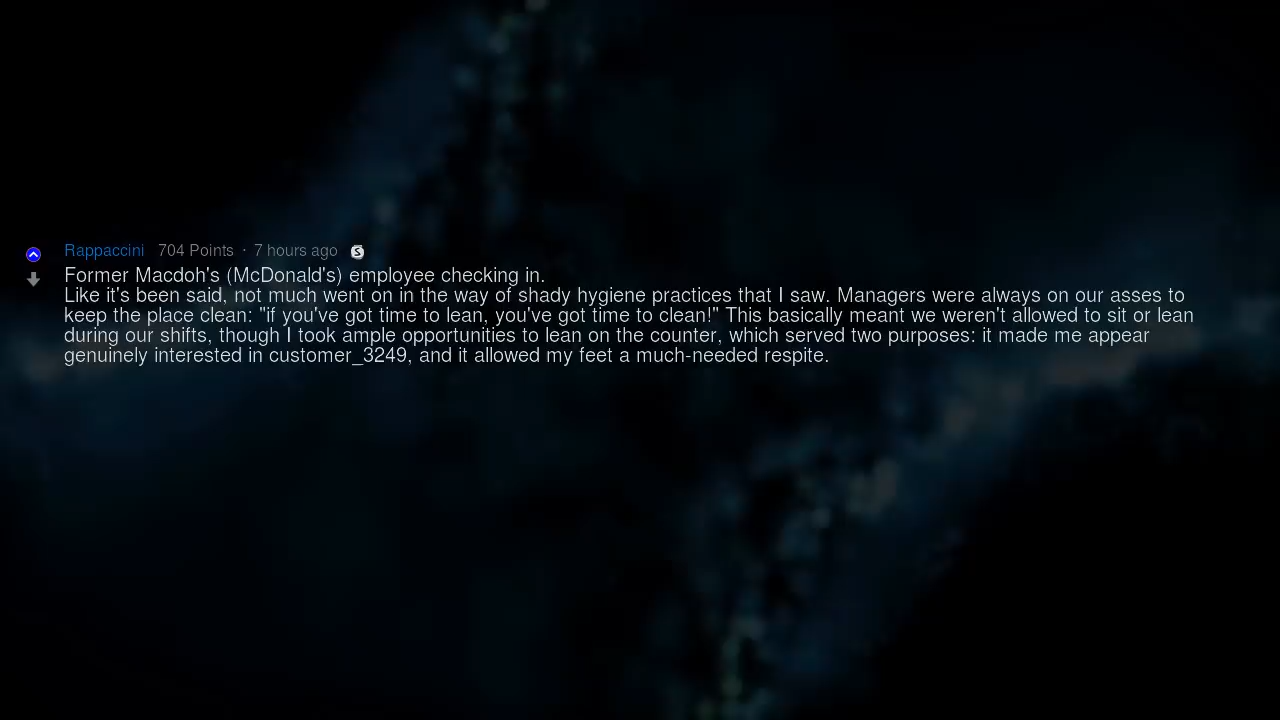 Rappaccini 704 Points · 7 hours ago
Former Macdoh's (McDonald's) employee checking in.
Like it's been said, not much went on in the way of shady hygiene practices that I saw. Managers were always on our asses to
keep the place clean: "if you've got time to lean, you've got time to clean!" This basically meant we weren't allowed to sit or lean
during our shifts, though I took ample opportunities to lean on the counter, which served two purposes: it made me appear
genuinely interested in customer_3249, and it allowed my feet a much-needed respite.